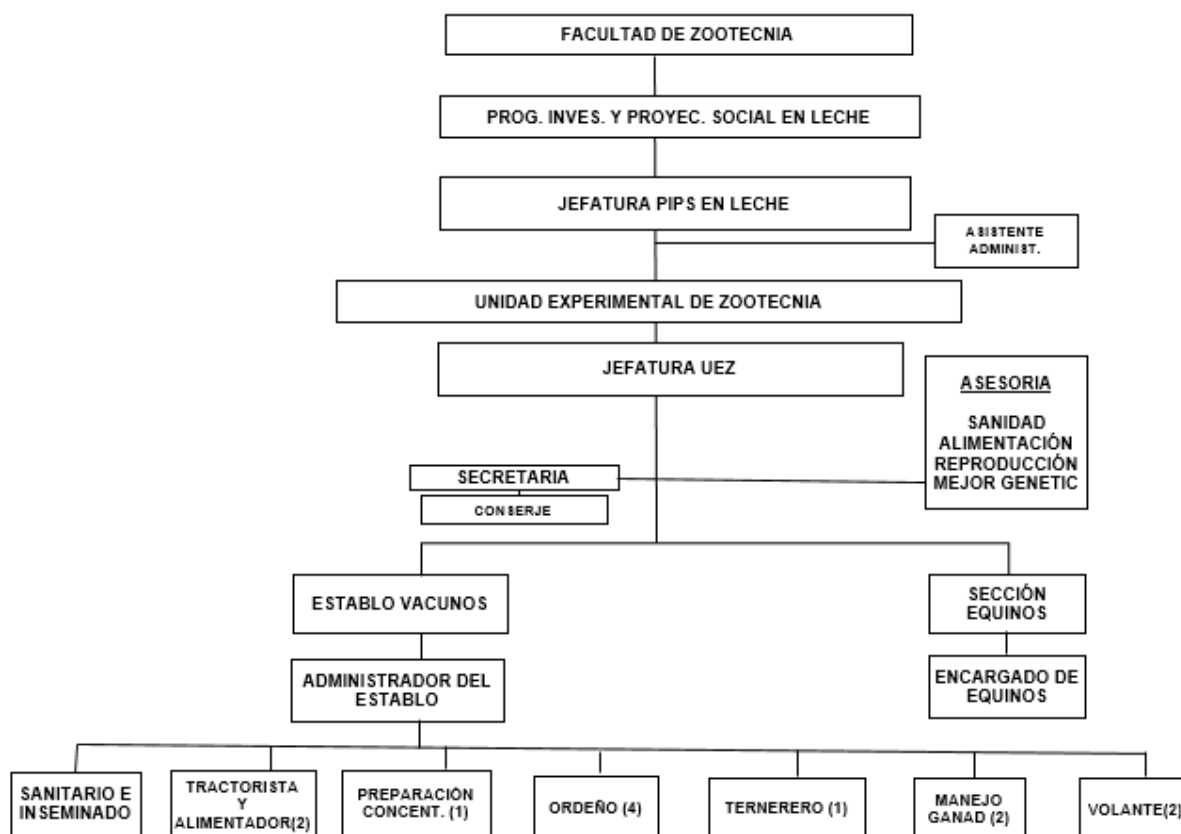 FACULTAD DE ZOOTECNIA
PROG. INVES. Y PROYEC. SOCIAL EN LECHE
JEFATURA PIPS EN LECHE
ASISTENTE
ADMINIST.
UNIDAD EXPERIMENTAL DE ZOOTECNIA
JEFATURA UEZ
ASESORIA
SANIDAD
ALIMENTACIÓN
REPRODUCCIÓN
MEJOR GENETIC
SECRETARIA
CONSERJE
ESTABLO VACUNOS
SECCIÓN
EQUINOS
ADMINISTRADOR DEL
ESTABLO
ENCARGADO DE
EQUINOS
SANITARIO E
INSEMINADO
TRACTORISTA
Y
ALIMENTADOR(2)
PREPARACIÓN
CONCENT. (1)
ORDEÑO (4)
TERNERERO (1)
MANEJO
GANAD (2)
VOLANTE(2)